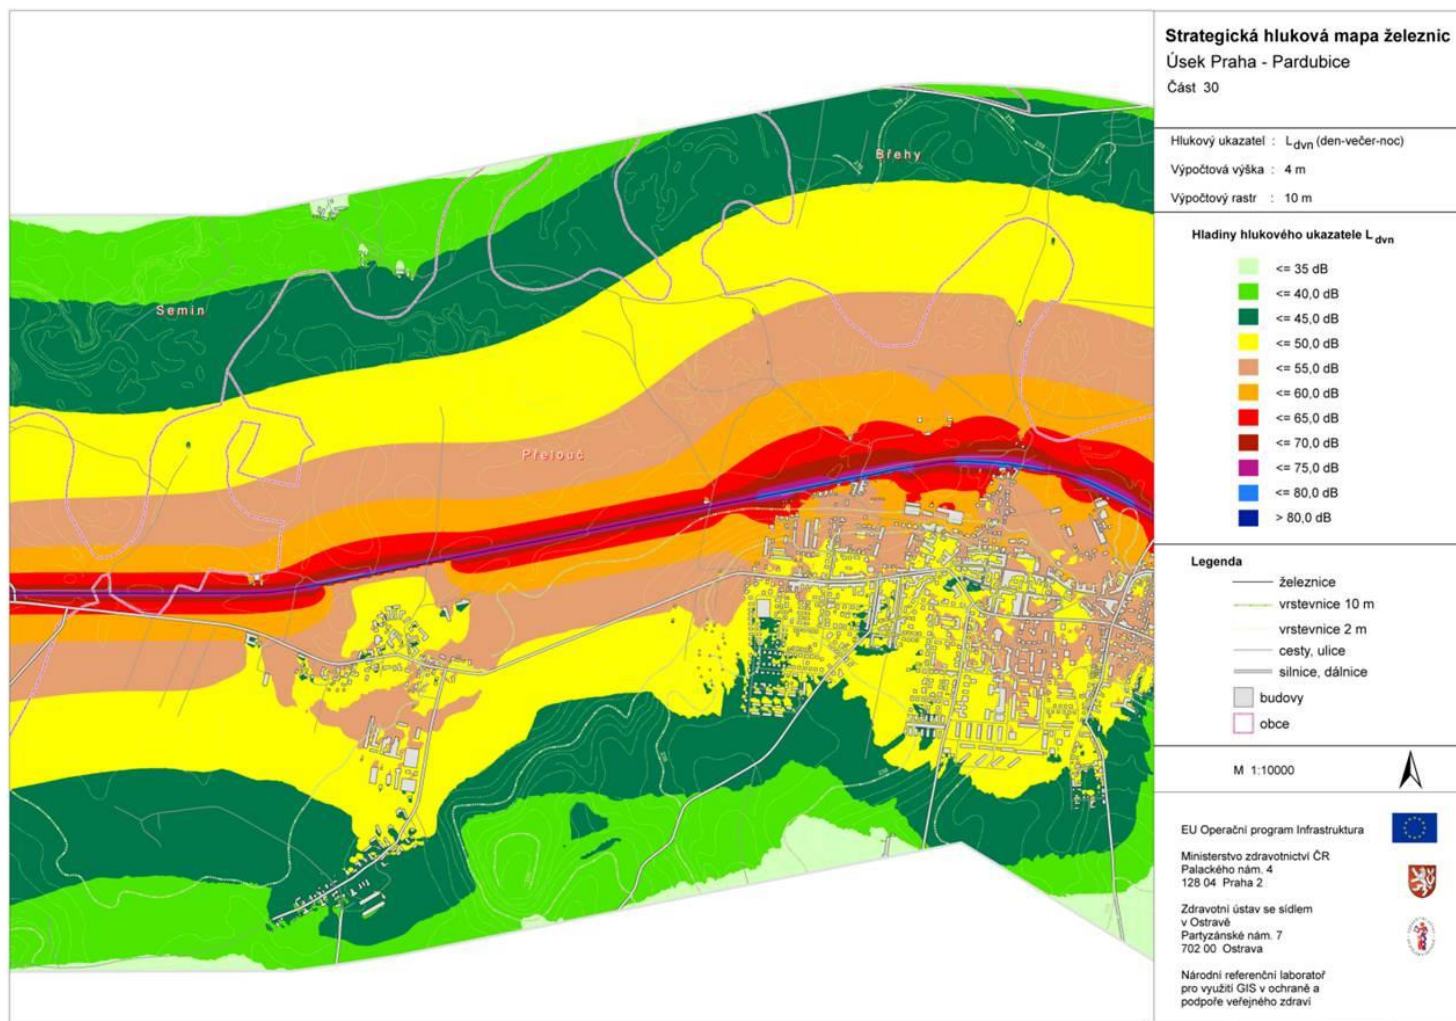 Strategická hluková mapa železnic
Úsek Praha - Pardubice
Část 30
Hlukový ukazatel : Ldvn (den-večer-noc)
Výpočtová výška : 4 m
Výpočtový rastr : 10 m
Hladiny hlukového ukazatele Ldvn
<= 35 dB
<= 40,0 dB
<= 45,0 dB
<= 50,0 dB
<= 55,0 dB
<= 60,0 dB
<= 65,0 dB
<= 70,0 dB
<= 75,0 dB
<= 80,0 dB
> 80,0 dB
Legenda
železnice
vrstevnice 10 m
vrstevnice 2 m
cesty, ulice
silnice, dálnice
budovy
obce
M 1:10000
EU Operační program Infrastruktura
Ministerstvo zdravotnictví ČR
Palackého nám. 4
128 04 Praha 2
Zdravotní ústav se sídlem
v Ostravě
Partyzánské nám. 7
702 00 Ostrava
Národní referenční laboratoř
pro využití GIS v ochraně a
podpoře veřejného zdraví
Břehy
Semín
Přelouč